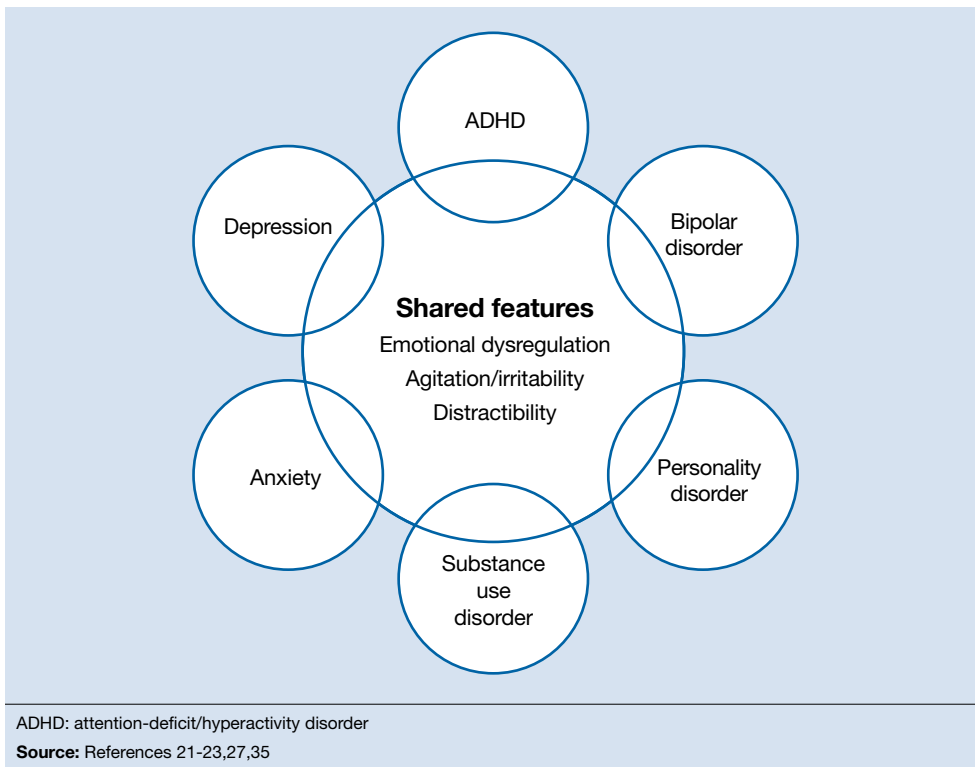 ADHD
Depression
Bipolar
disorder
Shared features
Emotional dysregulation
Agitation/irritability
Distractibility
Anxiety
Personality
disorder
Substance
use
disorder
ADHD: attention-deficit/hyperactivity disorder
Source: References 21-23,27,35